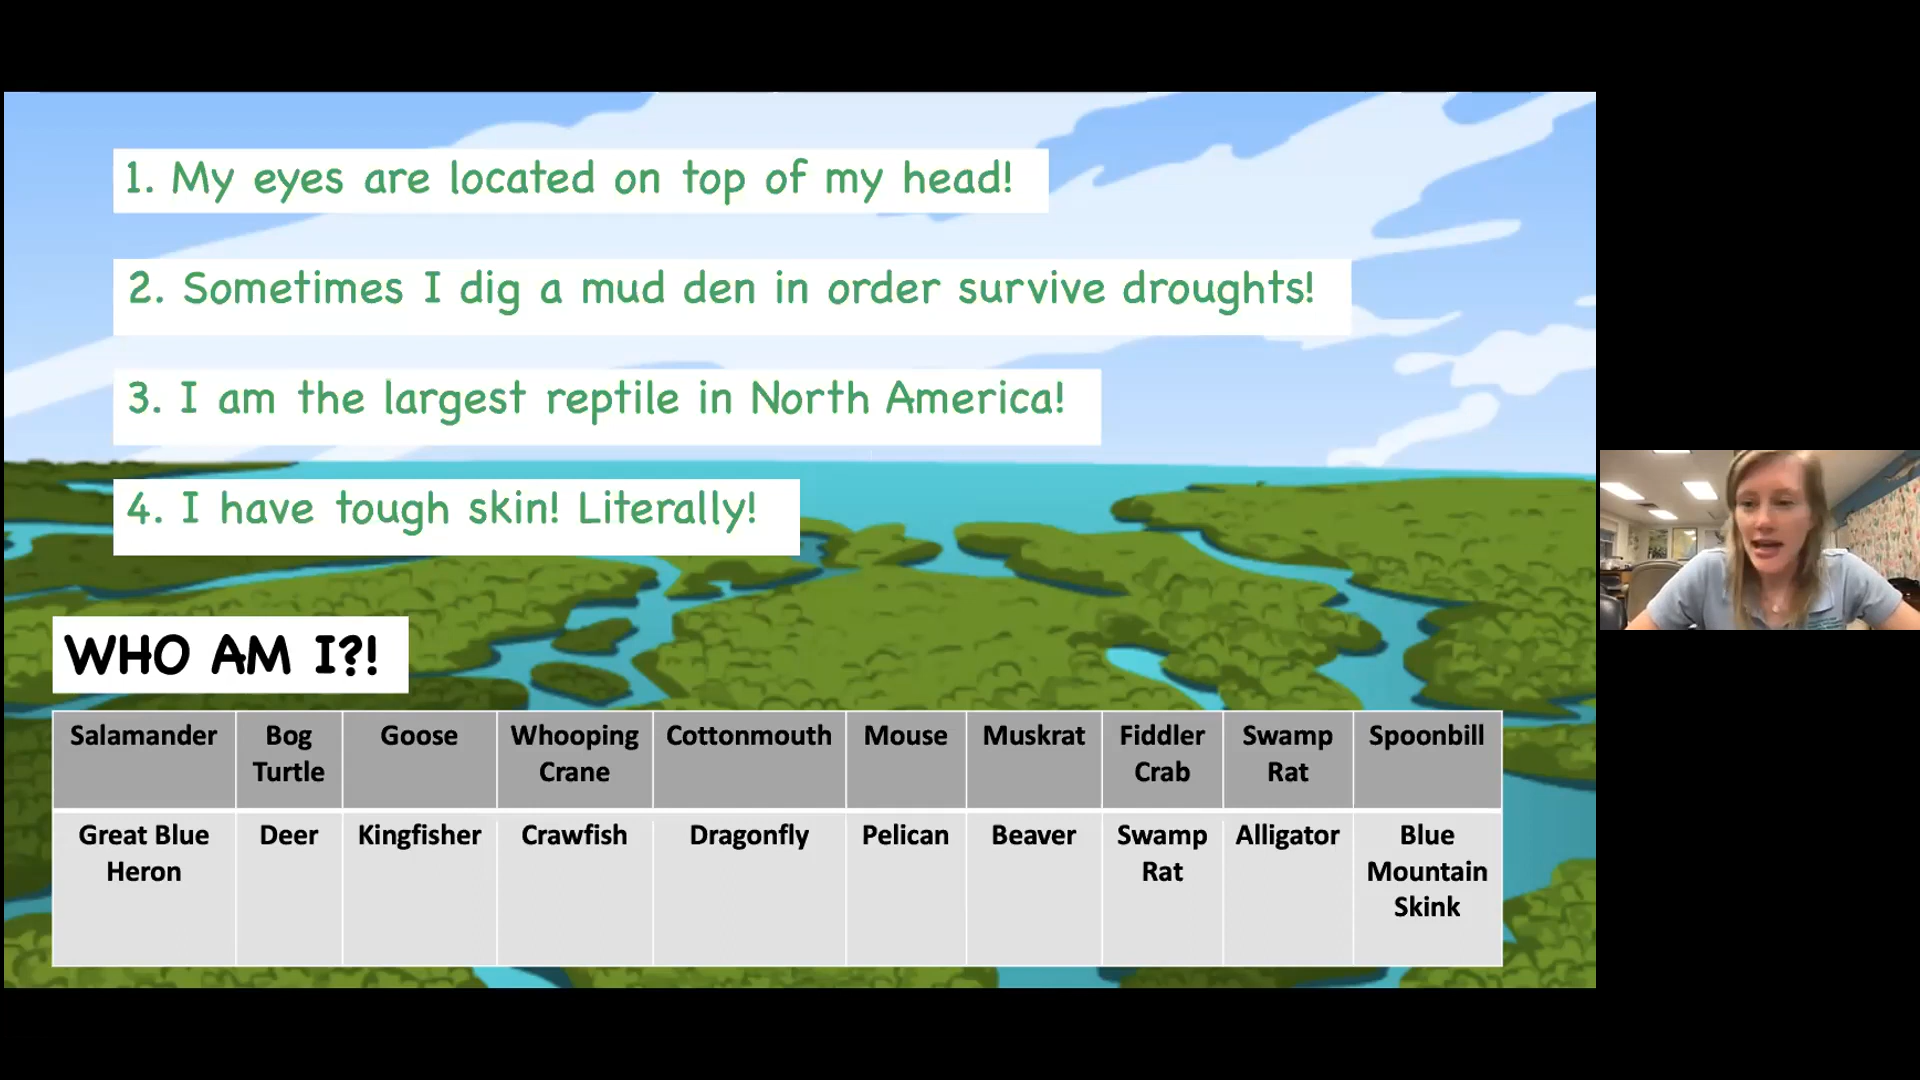 1. My eyes are located on top of my head!
2. Sometimes I dig a mud den in order survive droughts!
3. I am the largest reptile in North America!
4. I have tough skin! Literally!
WHO AM I?!
Salamander
Bog
Turtle
Goose
Whooping
Crane
Cottonmouth
Mouse
Muskrat
Fiddler
Crab
Swamp
Rat
Spoonbill
Great Blue
Heron
Deer
Kingfisher
Crawfish
Dragonfly
Pelican
Beaver
Swamp
Rat
Alligator
Blue
Mountain
Skink